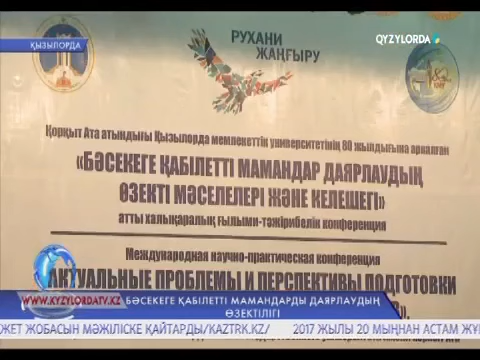 ҚЫЗЫЛОРДА
QYZYLORDA
РУХАНИ
ЖАҢҒЫРУ
Қорқыт Ата атындағы Қызылорда мемлекеттін университетінің 80 жылдығына арналған
«БӘСЕКЕГЕ ҚАБІЛЕТТІ МАМАНДАР ДАЯРЛАУДЫҢ
ӨЗЕКТІ МӘСЕЛЕЛЕРІ ЖӘНЕ КЕЛЕШЕГІ»
атты халықаралық ғылыми-тәжірибелін конференция
Международная научно-практическая конференция
АКТУАЛЬНЫЕ ПРОБЛЕМЫ И ПЕРСПЕКТИВЫ ПОДГОТОВКИ
WWW.KYZYLORDATV.KZ
БӘСЕКЕГЕ ҚАБІЛЕТТІ МАМАНДАРДЫ ДАЯРЛАУДЫҢ
ӨЗЕКТІЛІГІ
ЖЕТ ЖОБАСЫН МӘЖІЛІСКЕ ҚАЙТАРДЫ/KAZTRK.KZ/ 2017 ЖЫЛЫ 20 МЫҢНАН АСТАМ